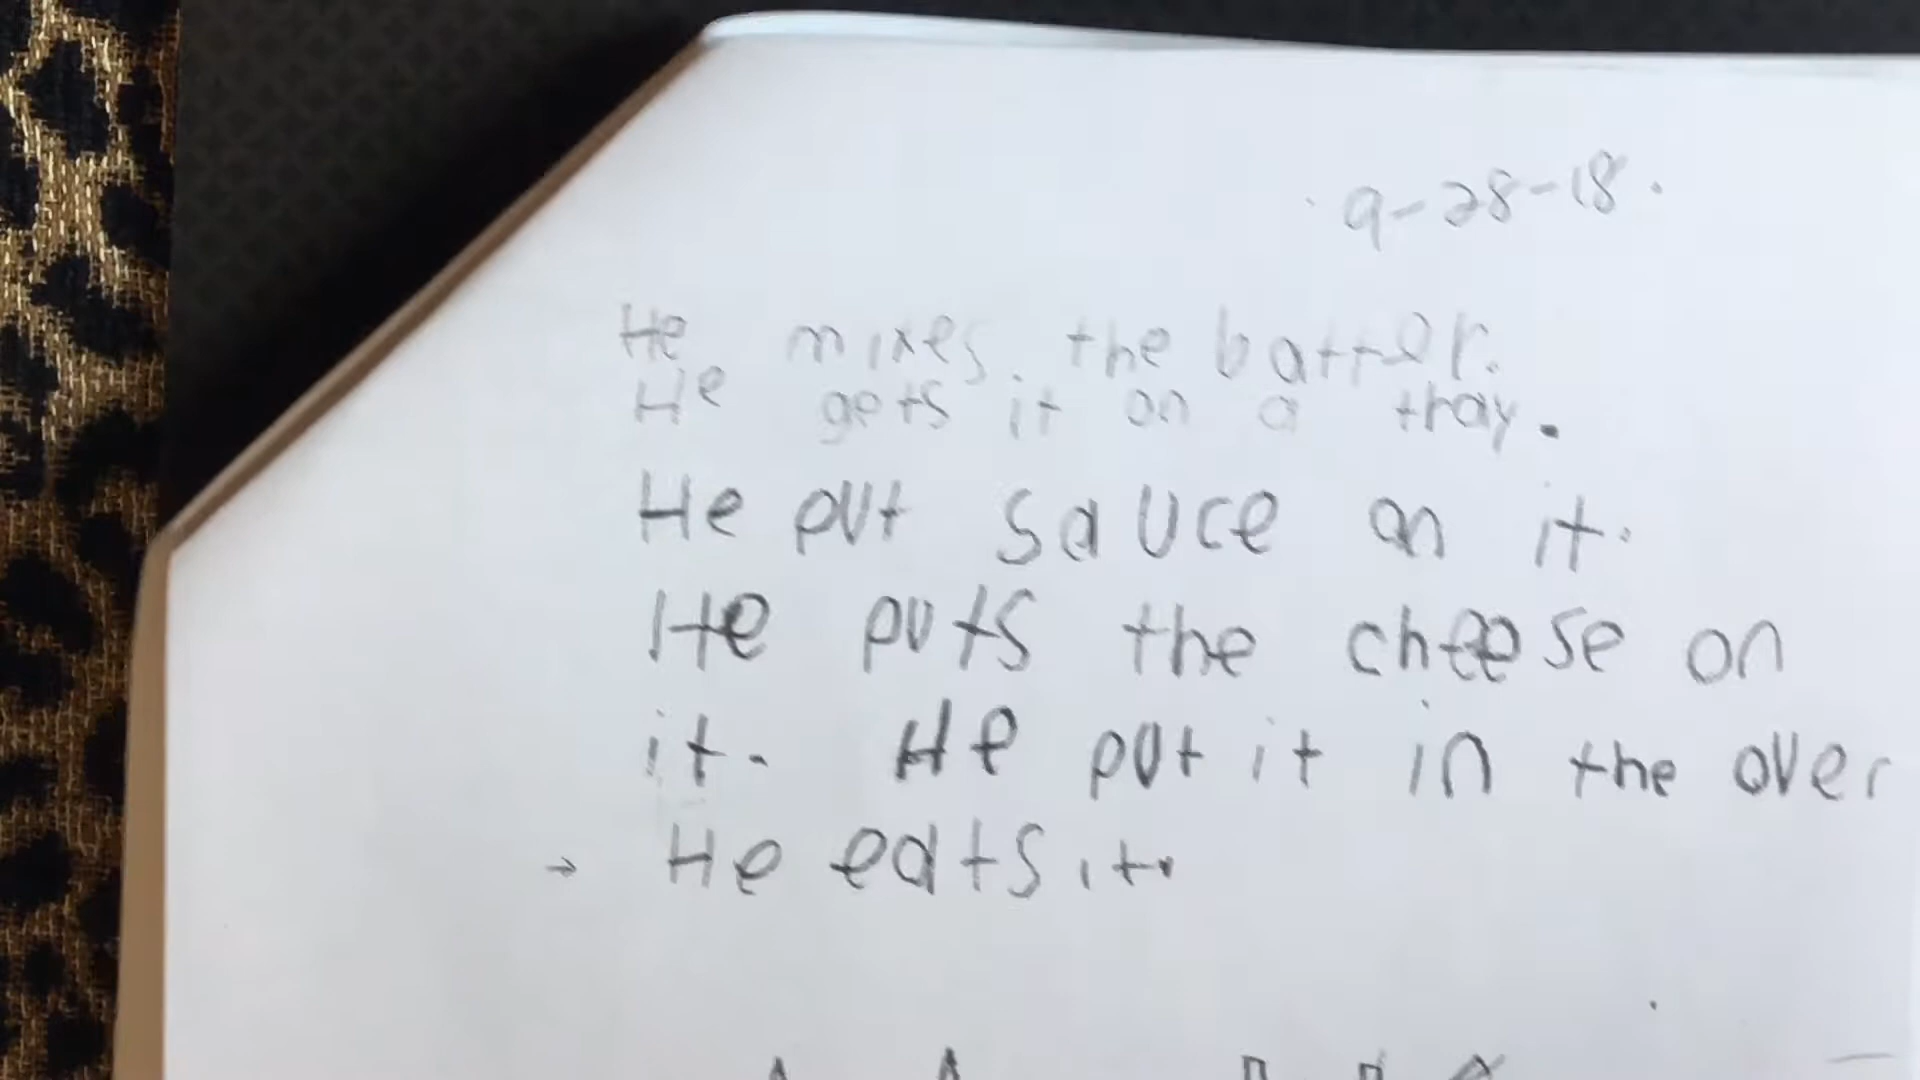 9-28-18.
He mixes the batter.
He gets it on a tray.
He put sauce on it.
He puts the cheese on
it. He put it in the over
He eats it.